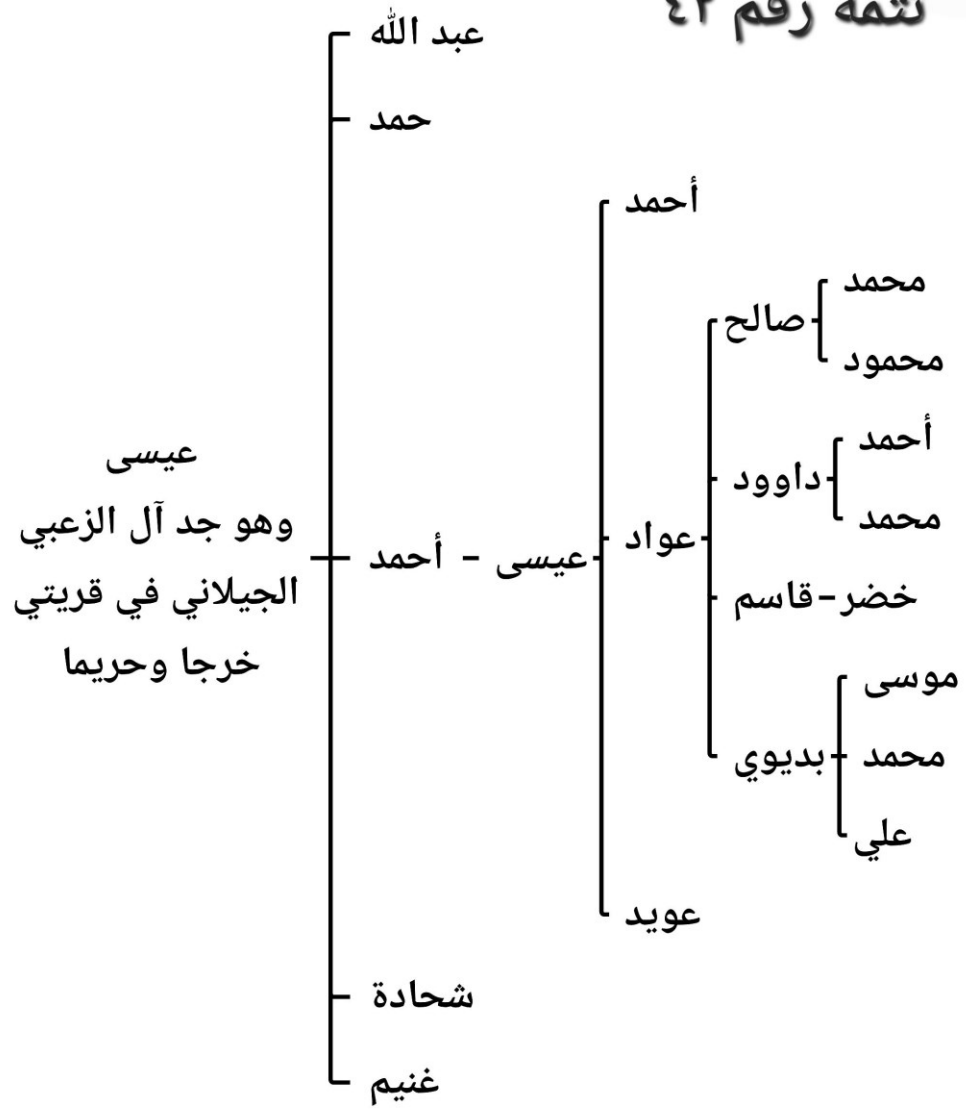 تتمة رقم ٤٢
عبد الله
حمد
أحمد
محمد
صالح
محمود
أحمد
داوود
محمد
عيسى
وهو جد آل الزعبي
الجيلاني في قريتي
خرجا وحريما
أحمد - عيسى
عواد
خضر - قاسم
موسى
بديوي
محمد
علي
عويد
شحادة
غنيم